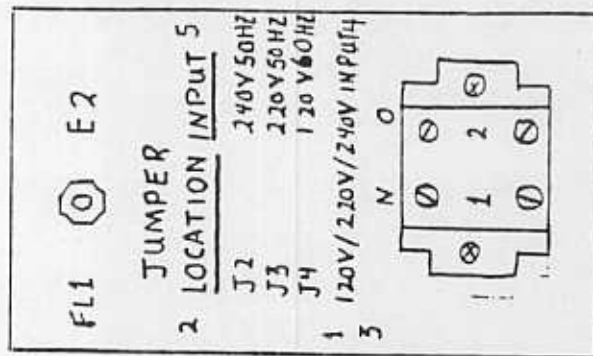 FL1 O E2
JUMPER
2 LOCATION INPUT 5
J2 240V50HZ
J3 220V50HZ
J4 120V60HZ
1 120V/220V/240V INPUT4
3
N O
1 2